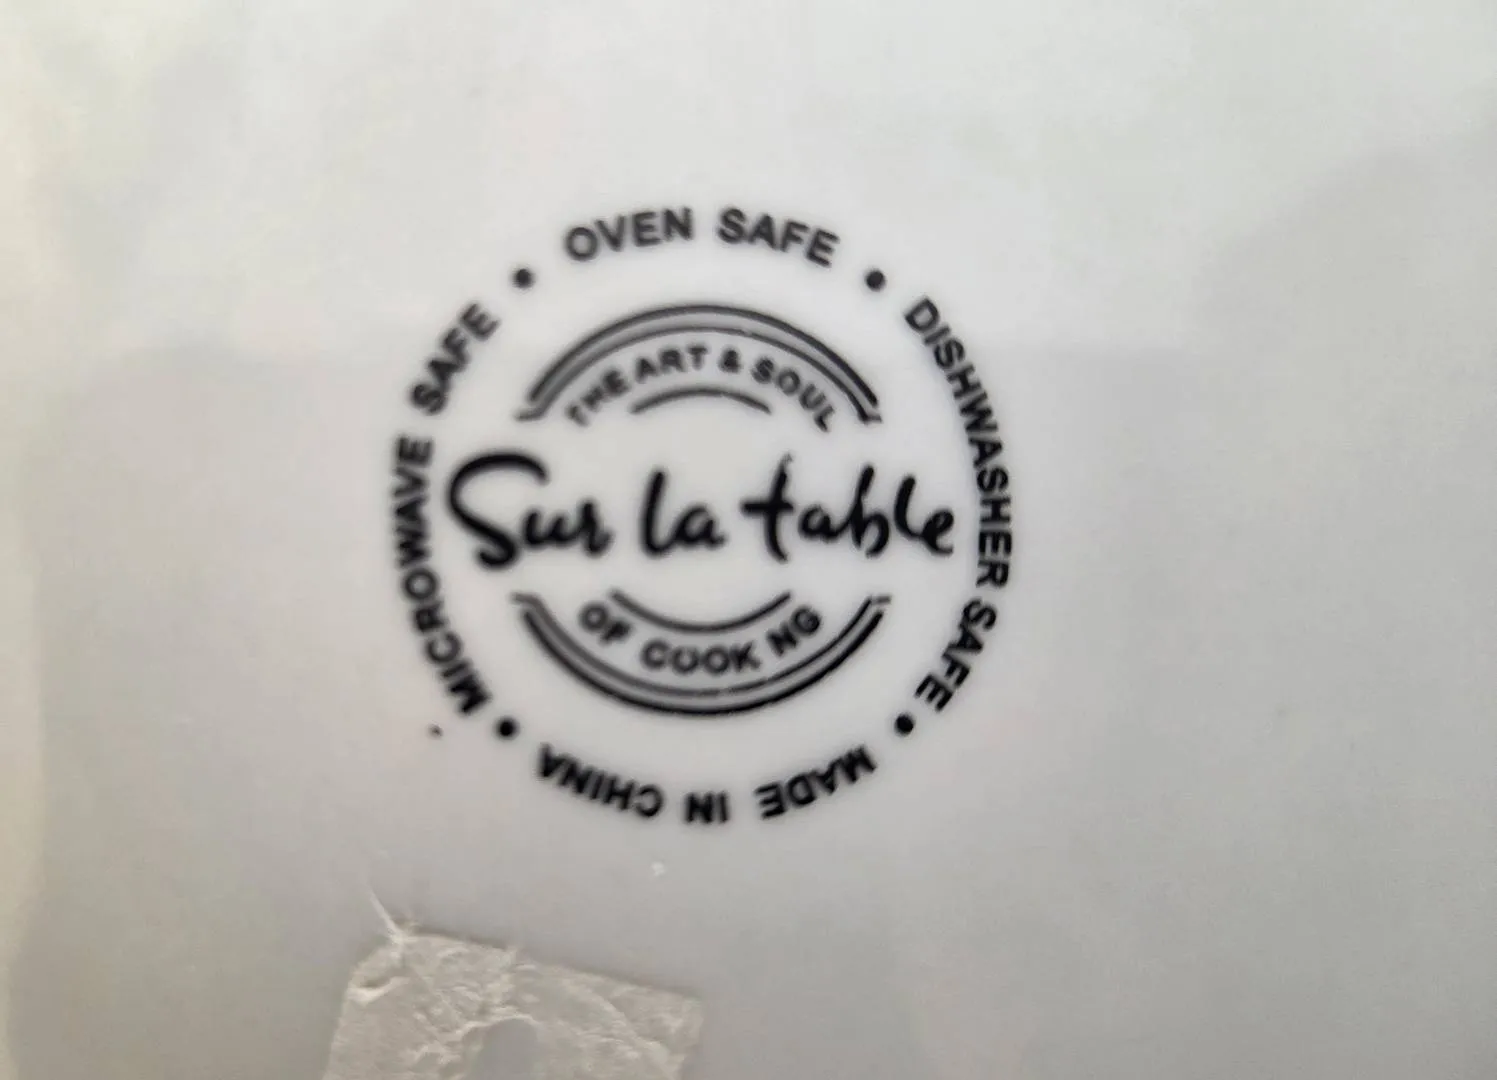 OVEN SAFE • DISHWASHER SAFE • MADE IN CHINA • MICROWAVE SAFE •
THE ART & SOUL
Sur la table
OF COOK NG